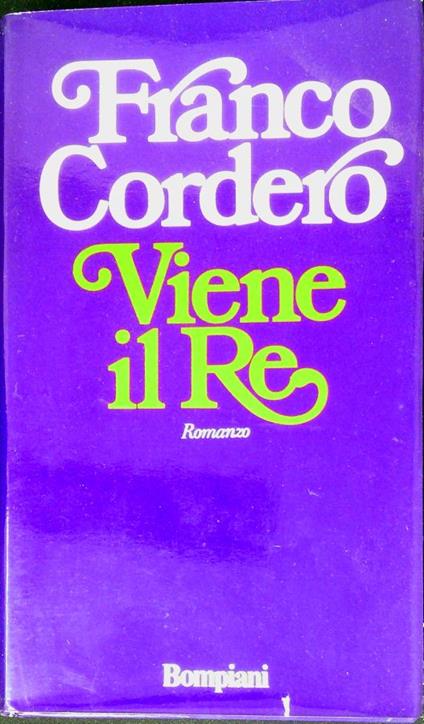 Franco
Cordero
Viene
il Re
Romanzo
Bompiani